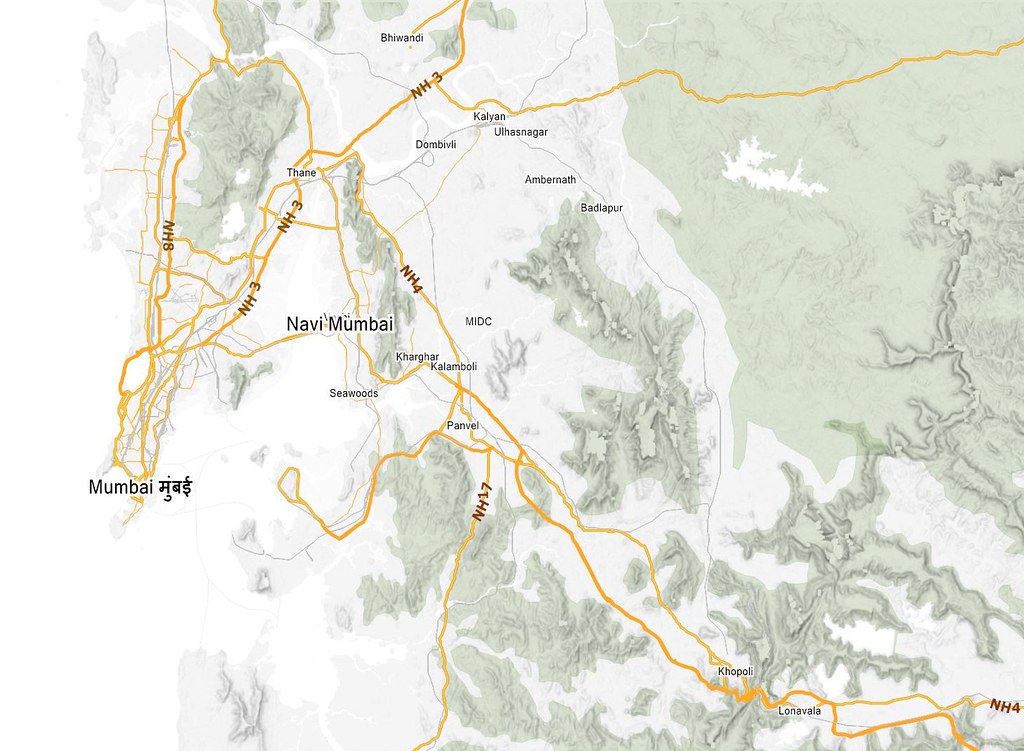 Bhiwandi
NH 3
Kalyan
Ulhasnagar
Dombivli
Thane
Ambernath
Badlapur
NH 3
NH8
NH4
NH 3
Navi Mumbai
MIDC
Kharghar
Kalamboli
Seawoods
Panvel
Mumbai मुंबई
NH17
Khopoli
NH4
Lonavala